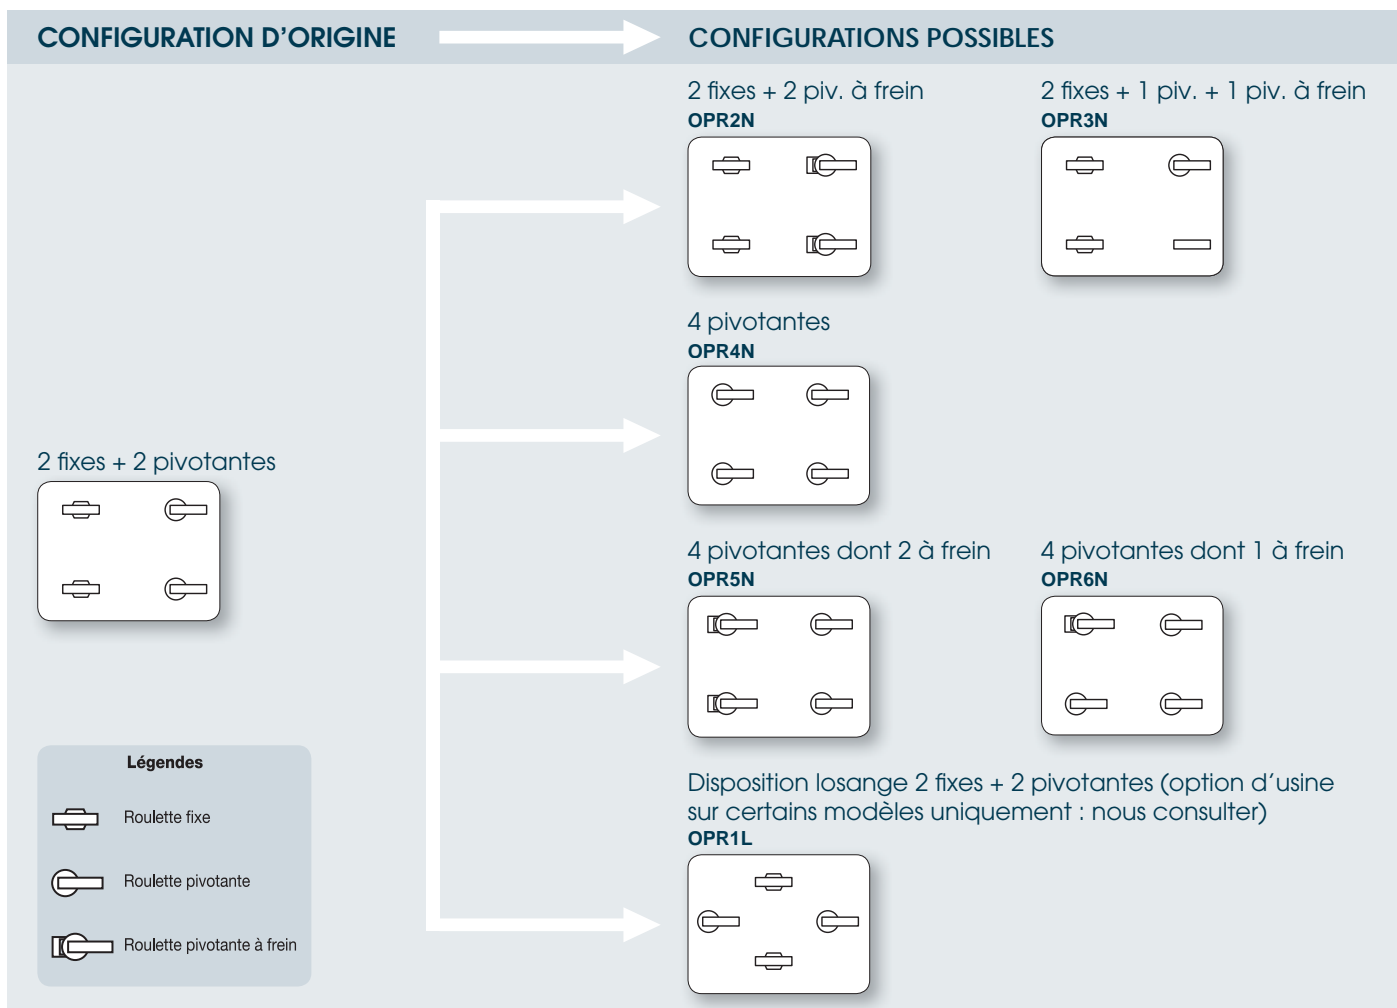 CONFIGURATION D'ORIGINE
CONFIGURATIONS POSSIBLES
2 fixes + 2 piv. à frein
OPR2N
2 fixes + 1 piv. + 1 piv. à frein
OPR3N
4 pivotantes
OPR4N
2 fixes + 2 pivotantes
4 pivotantes dont 2 à frein
OPR5N
4 pivotantes dont 1 à frein
OPR6N
Légendes
Roulette fixe
Roulette pivotante
Roulette pivotante à frein
Disposition losange 2 fixes + 2 pivotantes (option d'usine
sur certains modèles uniquement : nous consulter)
OPR1L